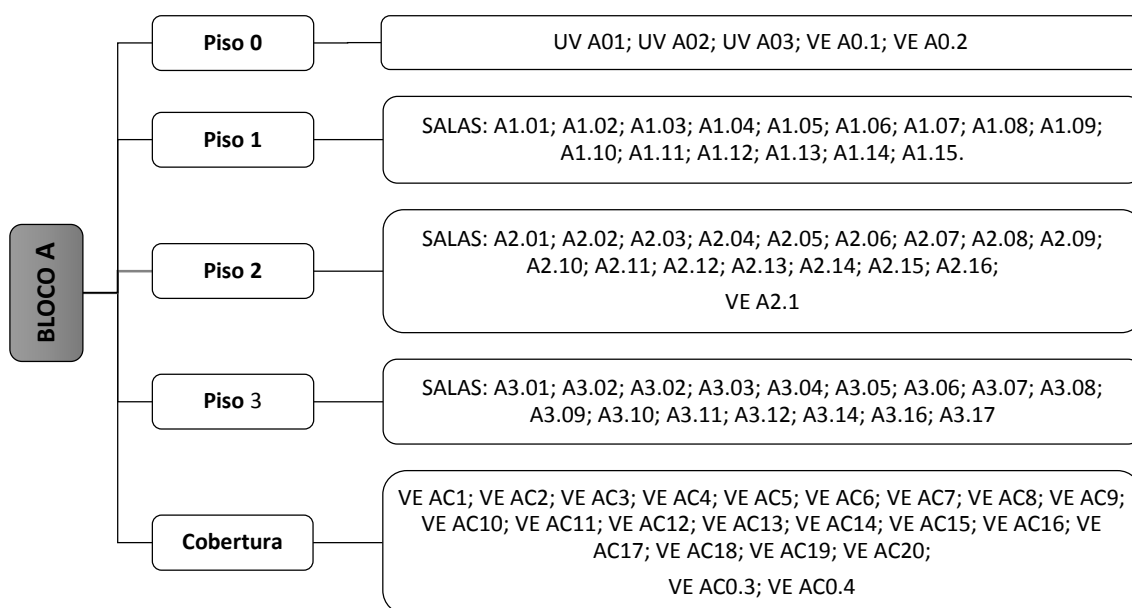 BLOCO A
Piso 0
UV A01; UV A02; UV A03; VE A0.1; VE A0.2
Piso 1
SALAS: A1.01; A1.02; A1.03; A1.04; A1.05; A1.06; A1.07; A1.08; A1.09;
A1.10; A1.11; A1.12; A1.13; A1.14; A1.15.
Piso 2
SALAS: A2.01; A2.02; A2.03; A2.04; A2.05; A2.06; A2.07; A2.08; A2.09;
A2.10; A2.11; A2.12; A2.13; A2.14; A2.15; A2.16;
VE A2.1
Piso 3
SALAS: A3.01; A3.02; A3.02; A3.03; A3.04; A3.05; A3.06; A3.07; A3.08;
A3.09; A3.10; A3.11; A3.12; A3.14; A3.16; A3.17
Cobertura
VE AC1; VE AC2; VE AC3; VE AC4; VE AC5; VE AC6; VE AC7; VE AC8; VE AC9;
VE AC10; VE AC11; VE AC12; VE AC13; VE AC14; VE AC15; VE AC16; VE
AC17; VE AC18; VE AC19; VE AC20;
VE AC0.3; VE AC0.4